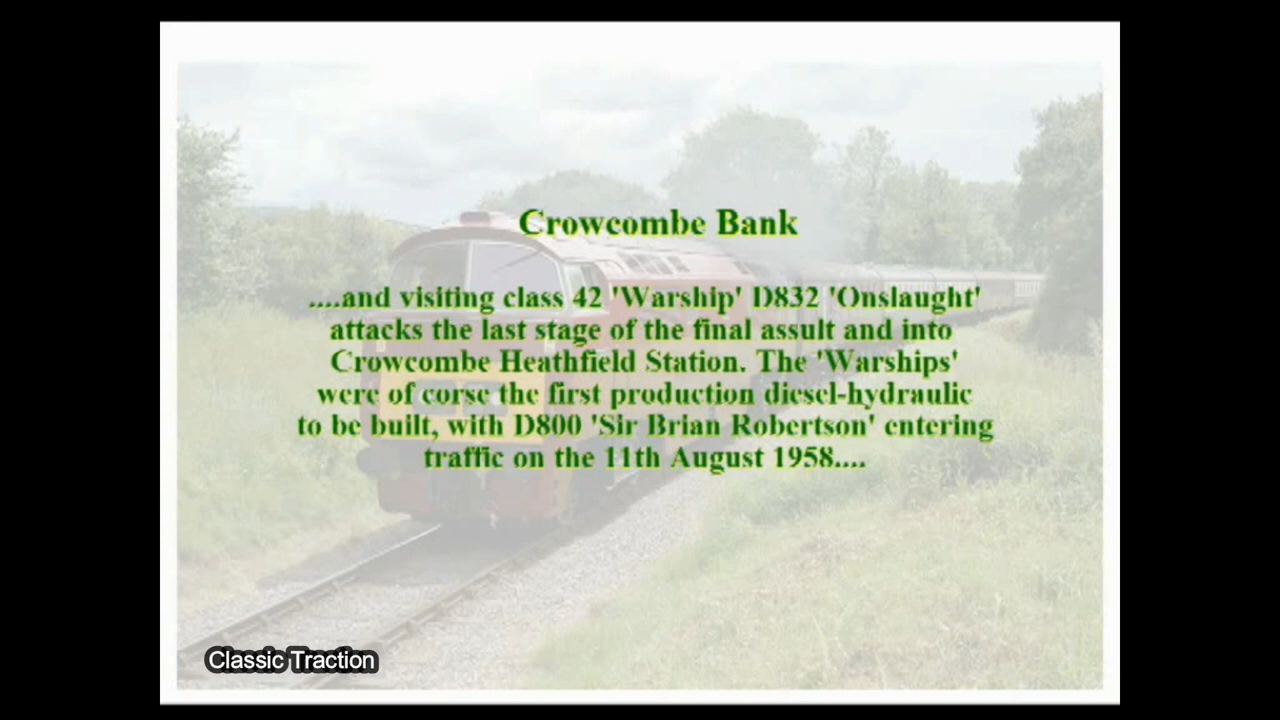 Crowcombe Bank
....and visiting class 42 'Warship' D832 'Onslaught'
attacks the last stage of the final assult and into
Crowcombe Heathfield Station. The 'Warships'
were of corse the first production diesel-hydraulic
to be built, with D800 'Sir Brian Robertson' entering
traffic on the 11th August 1958....
Classic Traction